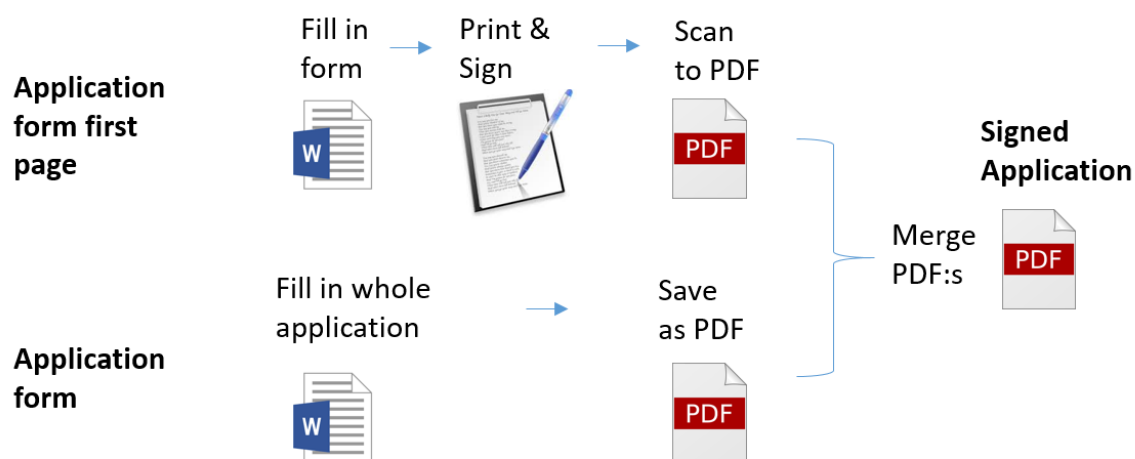 Application
form first
page
Fill in
form
W
Print &
Sign
Scan
to PDF
PDF
Signed
Application
PDF
Merge
PDF:s
Application
form
Fill in whole
application
W
Save
as PDF
PDF